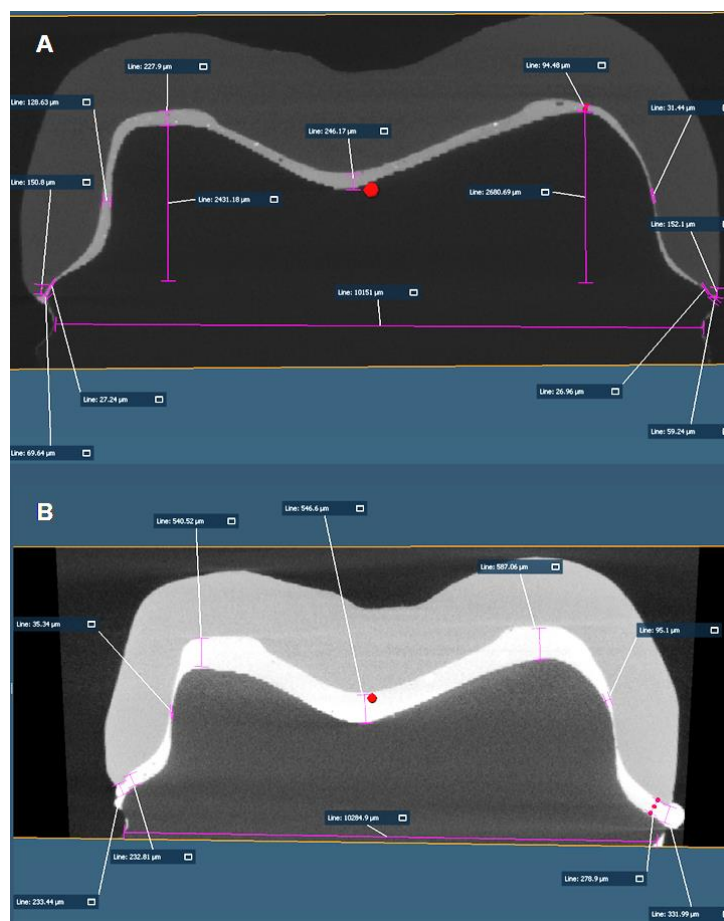 A
Line: 227.9 µm
Line: 94.48 µm
Line: 128.63 µm
Line: 31.44 µm
Line: 246.17 µm
Line: 150.8 µm
Line: 2431.18 µm
Line: 2680.69 µm
Line: 152.1 µm
Line: 10151 µm
Line: 27.24 µm
Line: 26.96 µm
Line: 59.24 µm
Line: 69.64 µm
B
Line: 540.52 µm
Line: 546.6 µm
Line: 587.06 µm
Line: 35.34 µm
Line: 95.1 µm
Line: 10284.9 µm
Line: 232.81 µm
Line: 278.9 µm
Line: 233.44 µm
Line: 331.99 µm